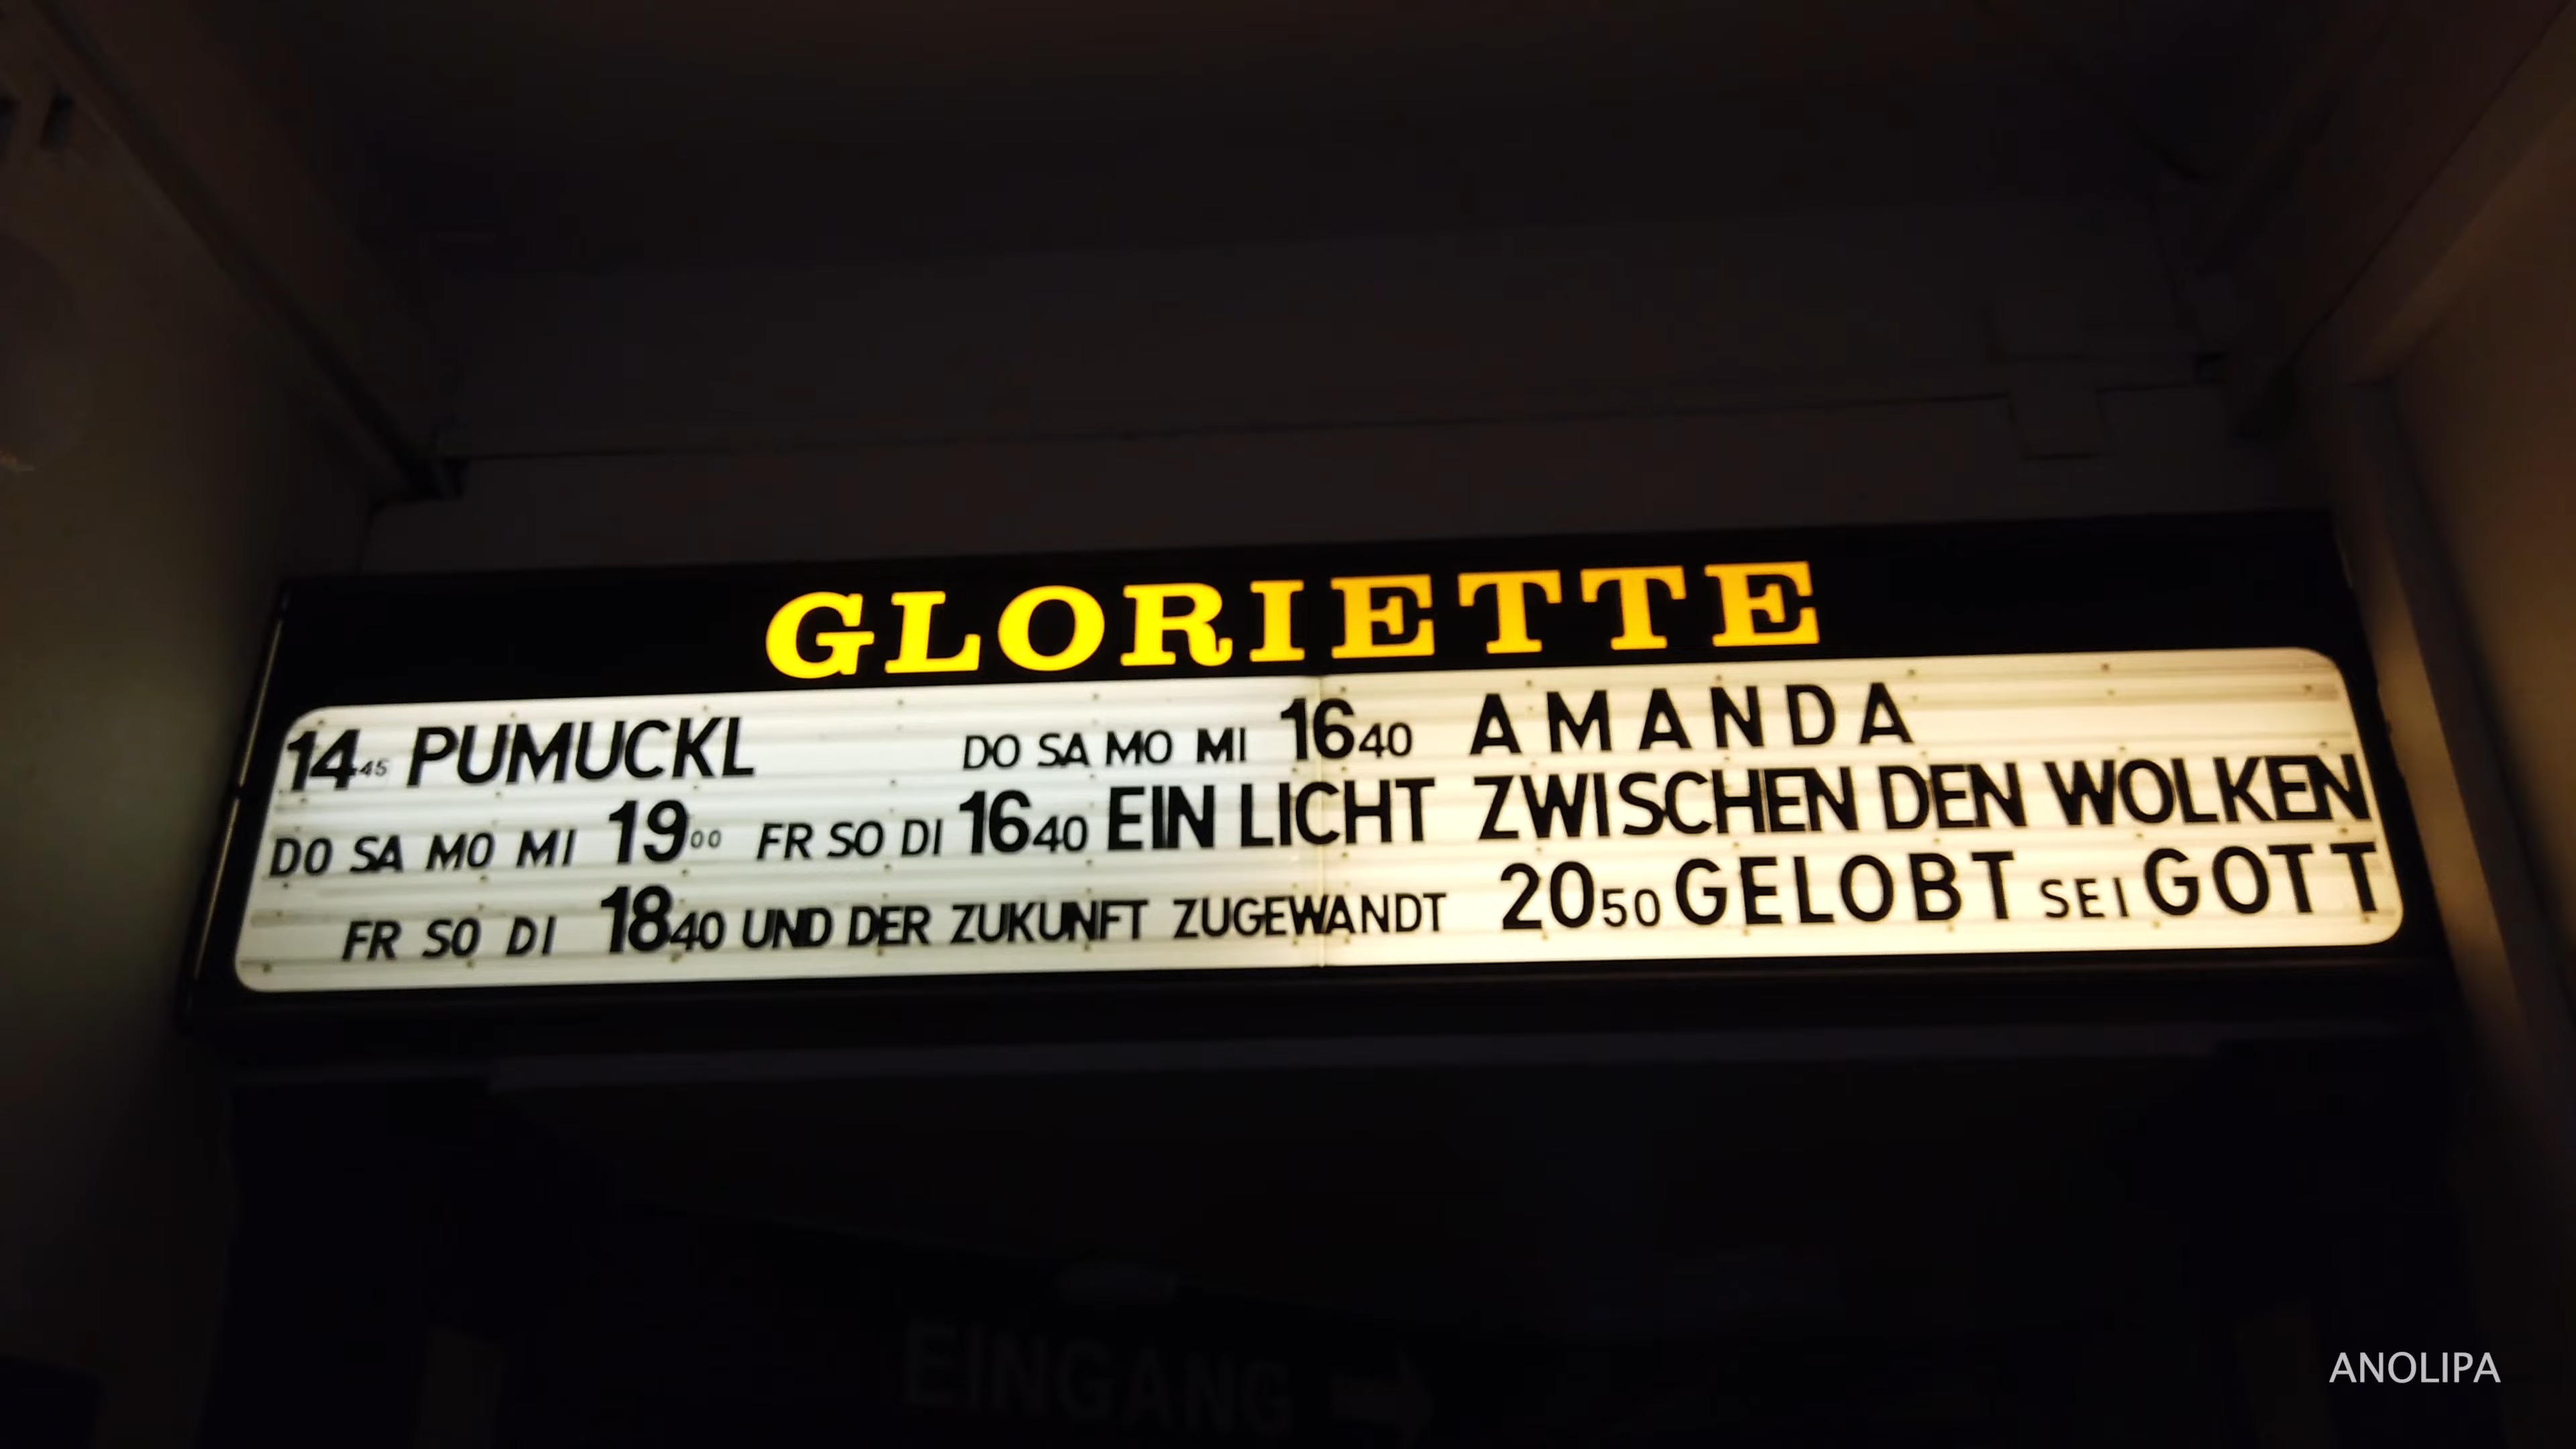 GLORIETTE
14 45 PUMUCKL DO SA MO MI 16 40 AMANDA
DO SA MO MI 19 00 FR SO DI 16 40 EIN LICHT ZWISCHEN DEN WOLKEN
FR SO DI 18 40 UND DER ZUKUNFT ZUGEWANDT 20 50 GELOBT SEI GOTT
EINGANG
ANOLIPA